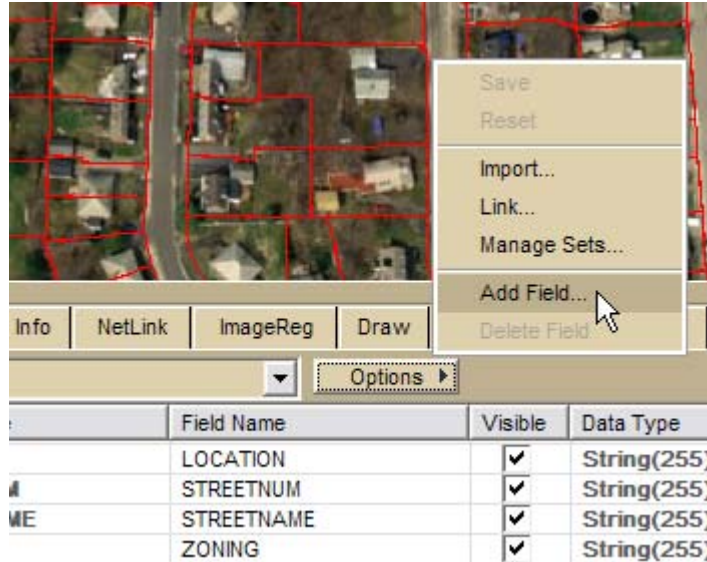 Save
Reset
Import...
Link...
Manage Sets...
Add Field...
Delete Field
Info NetLink ImageReg Draw
Options
Field Name Visible Data Type
LOCATION String(255)
M STREETNUM String(255)
ME STREETNAME String(255)
ZONING String(255)